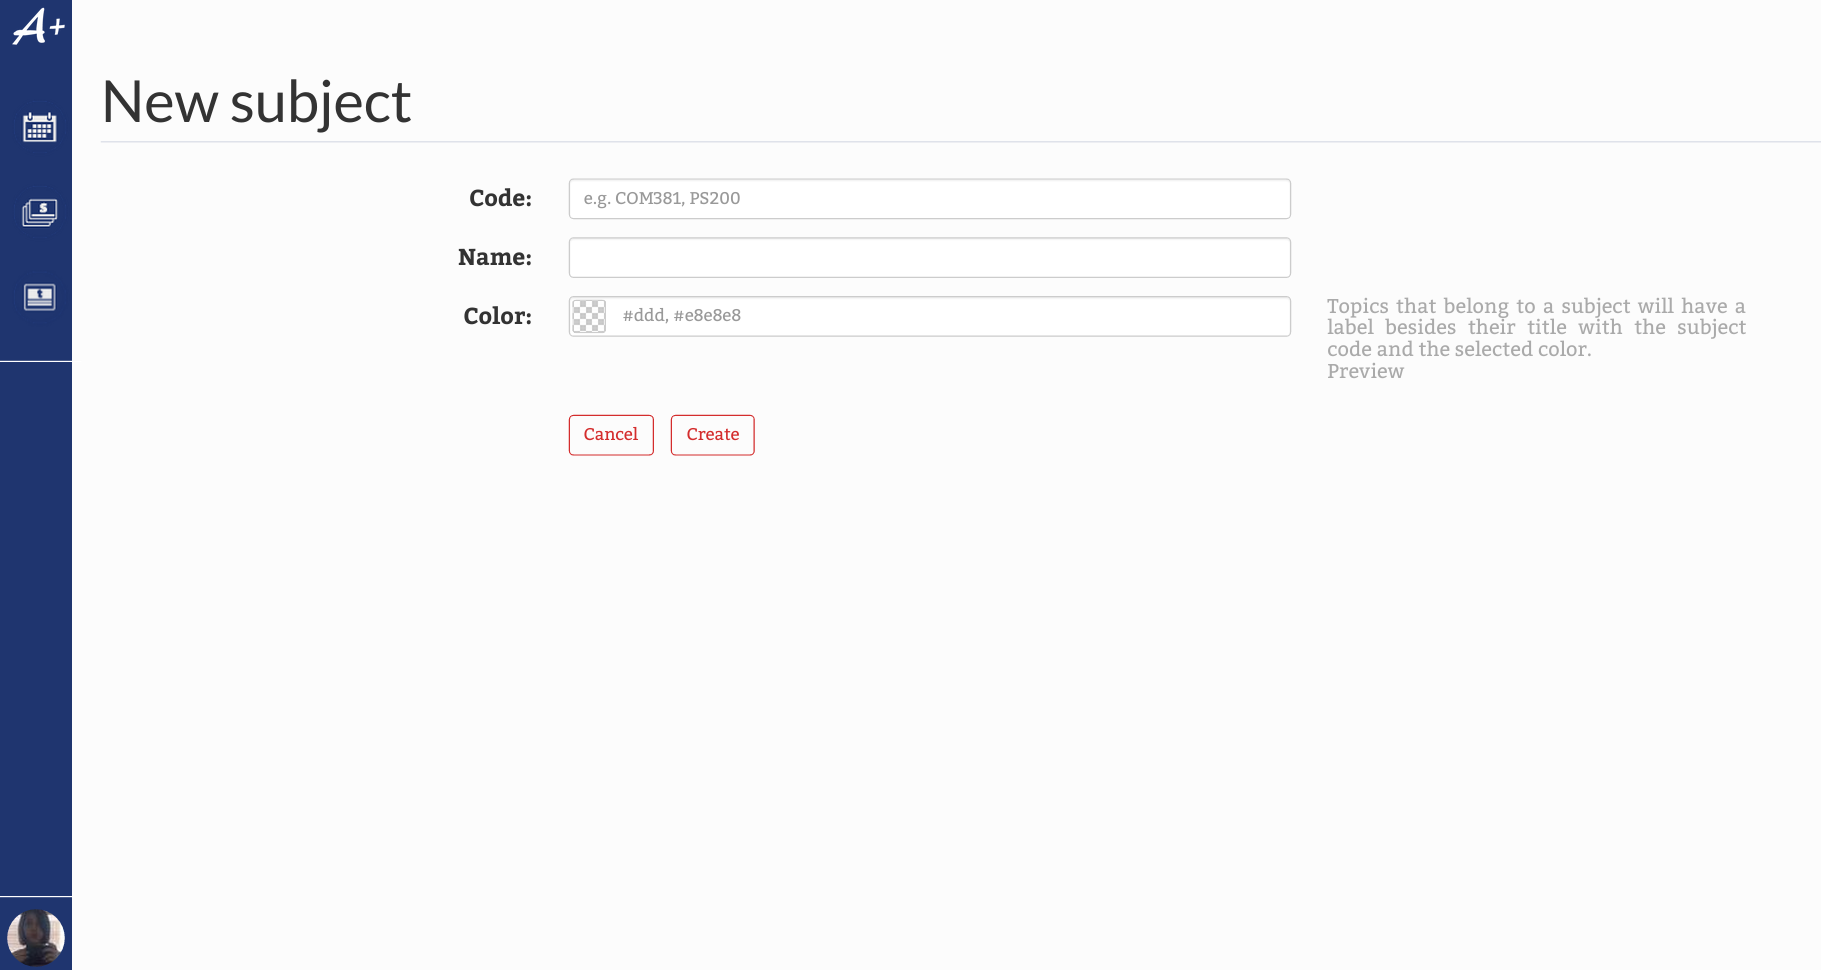 A+
New subject
Code:
e.g. COM381, PS200
s
Name:
Color:
#ddd, #e8e8e8
t
Topics that belong to a subject will have a
label besides their title with the subject
code and the selected color.
Preview
Cancel
Create